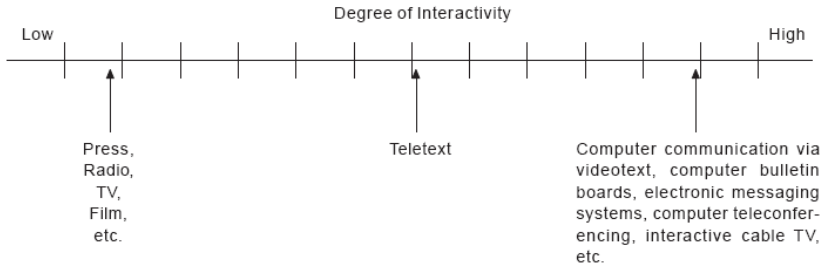 Degree of Interactivity
Low
High
Press,
Radio,
TV,
Film,
etc.
Teletext
Computer communication via
videotext, computer bulletin
boards, electronic messaging
systems, computer teleconfer-
encing, interactive cable TV,
etc.